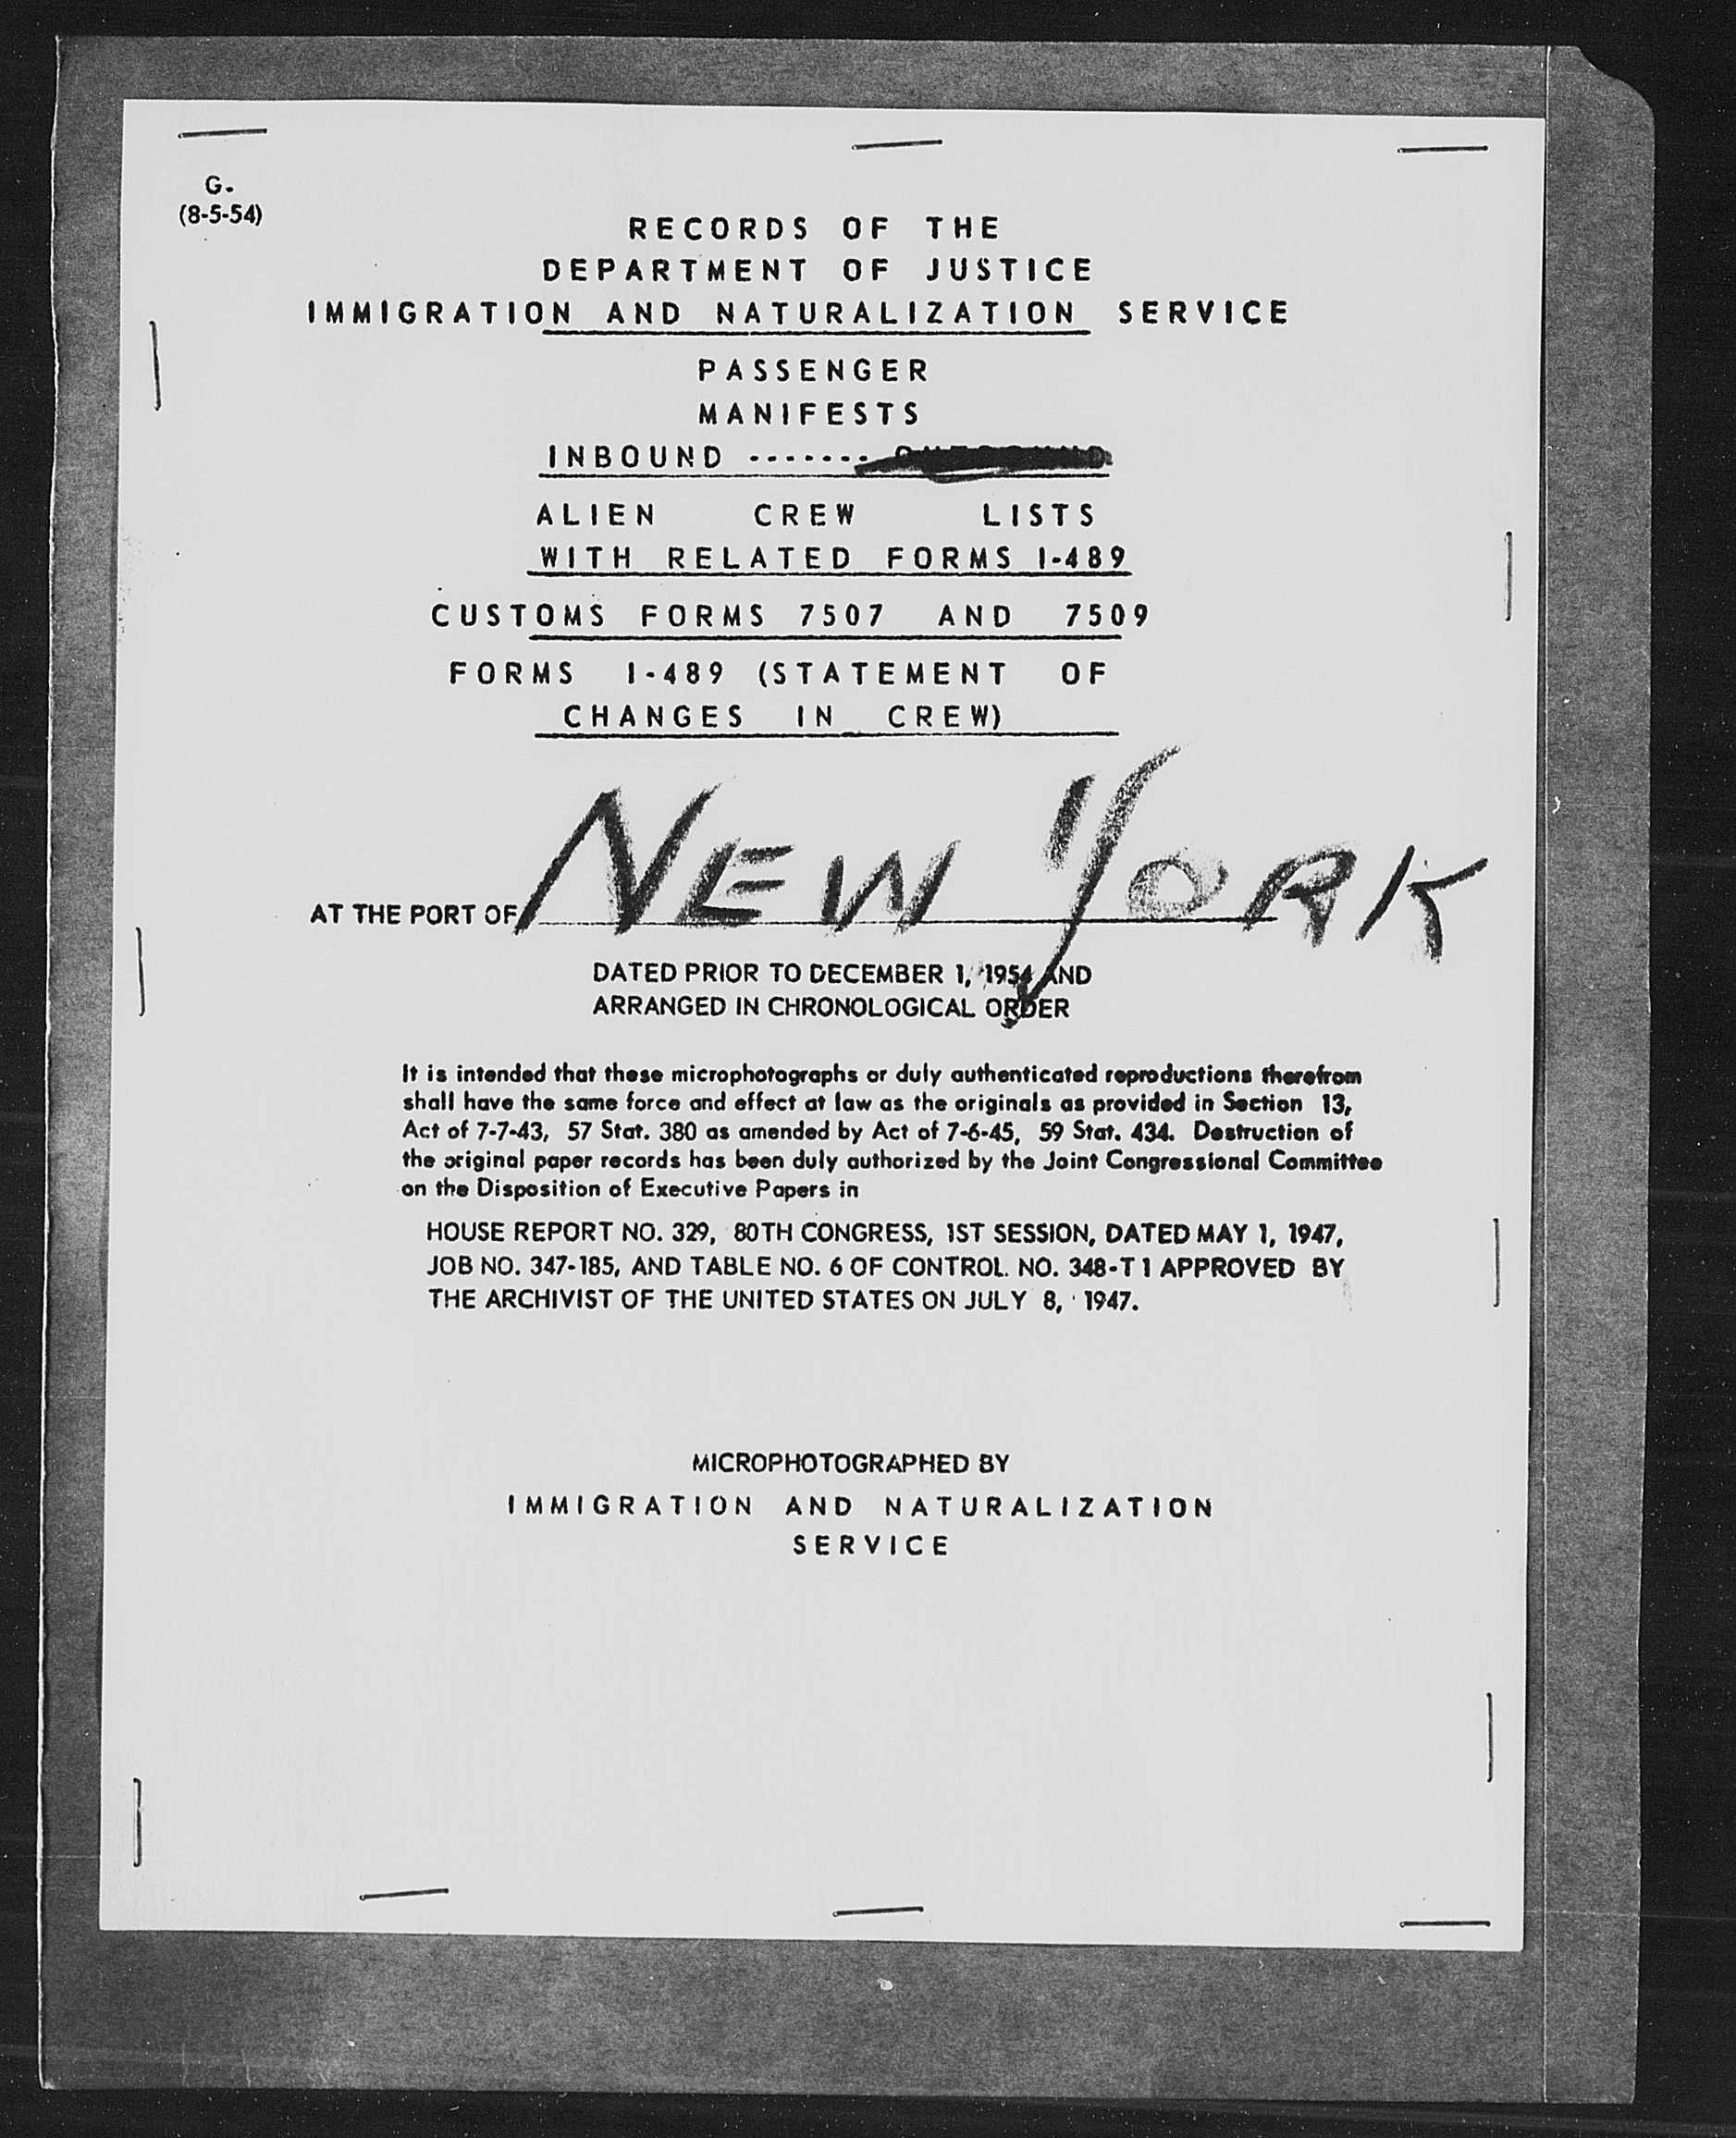 G.
(8-5-54)
RECORDS OF THE
DEPARTMENT OF JUSTICE
IMMIGRATION AND NATURALIZATION SERVICE
PASSENGER
MANIFESTS
INBOUND -------
ALIEN CREW LISTS
WITH RELATED FORMS I-489
CUSTOMS FORMS 7507 AND 7509
FORMS I-489 (STATEMENT OF
CHANGES IN CREW)
AT THE PORT OF NEW YORK
DATED PRIOR TO DECEMBER 1, 1954 AND
ARRANGED IN CHRONOLOGICAL ORDER
It is intended that these microphotographs or duly authenticated reproductions therefrom
shall have the same force and effect at law as the originals as provided in Section 13,
Act of 7-7-43, 57 Stat. 380 as amended by Act of 7-6-45, 59 Stat. 434. Destruction of
the original paper records has been duly authorized by the Joint Congressional Committee
on the Disposition of Executive Papers in
HOUSE REPORT NO. 329, 80TH CONGRESS, 1ST SESSION, DATED MAY 1, 1947,
JOB NO. 347-185, AND TABLE NO. 6 OF CONTROL NO. 348-T1 APPROVED BY
THE ARCHIVIST OF THE UNITED STATES ON JULY 8, 1947.
MICROPHOTOGRAPHED BY
IMMIGRATION AND NATURALIZATION
SERVICE